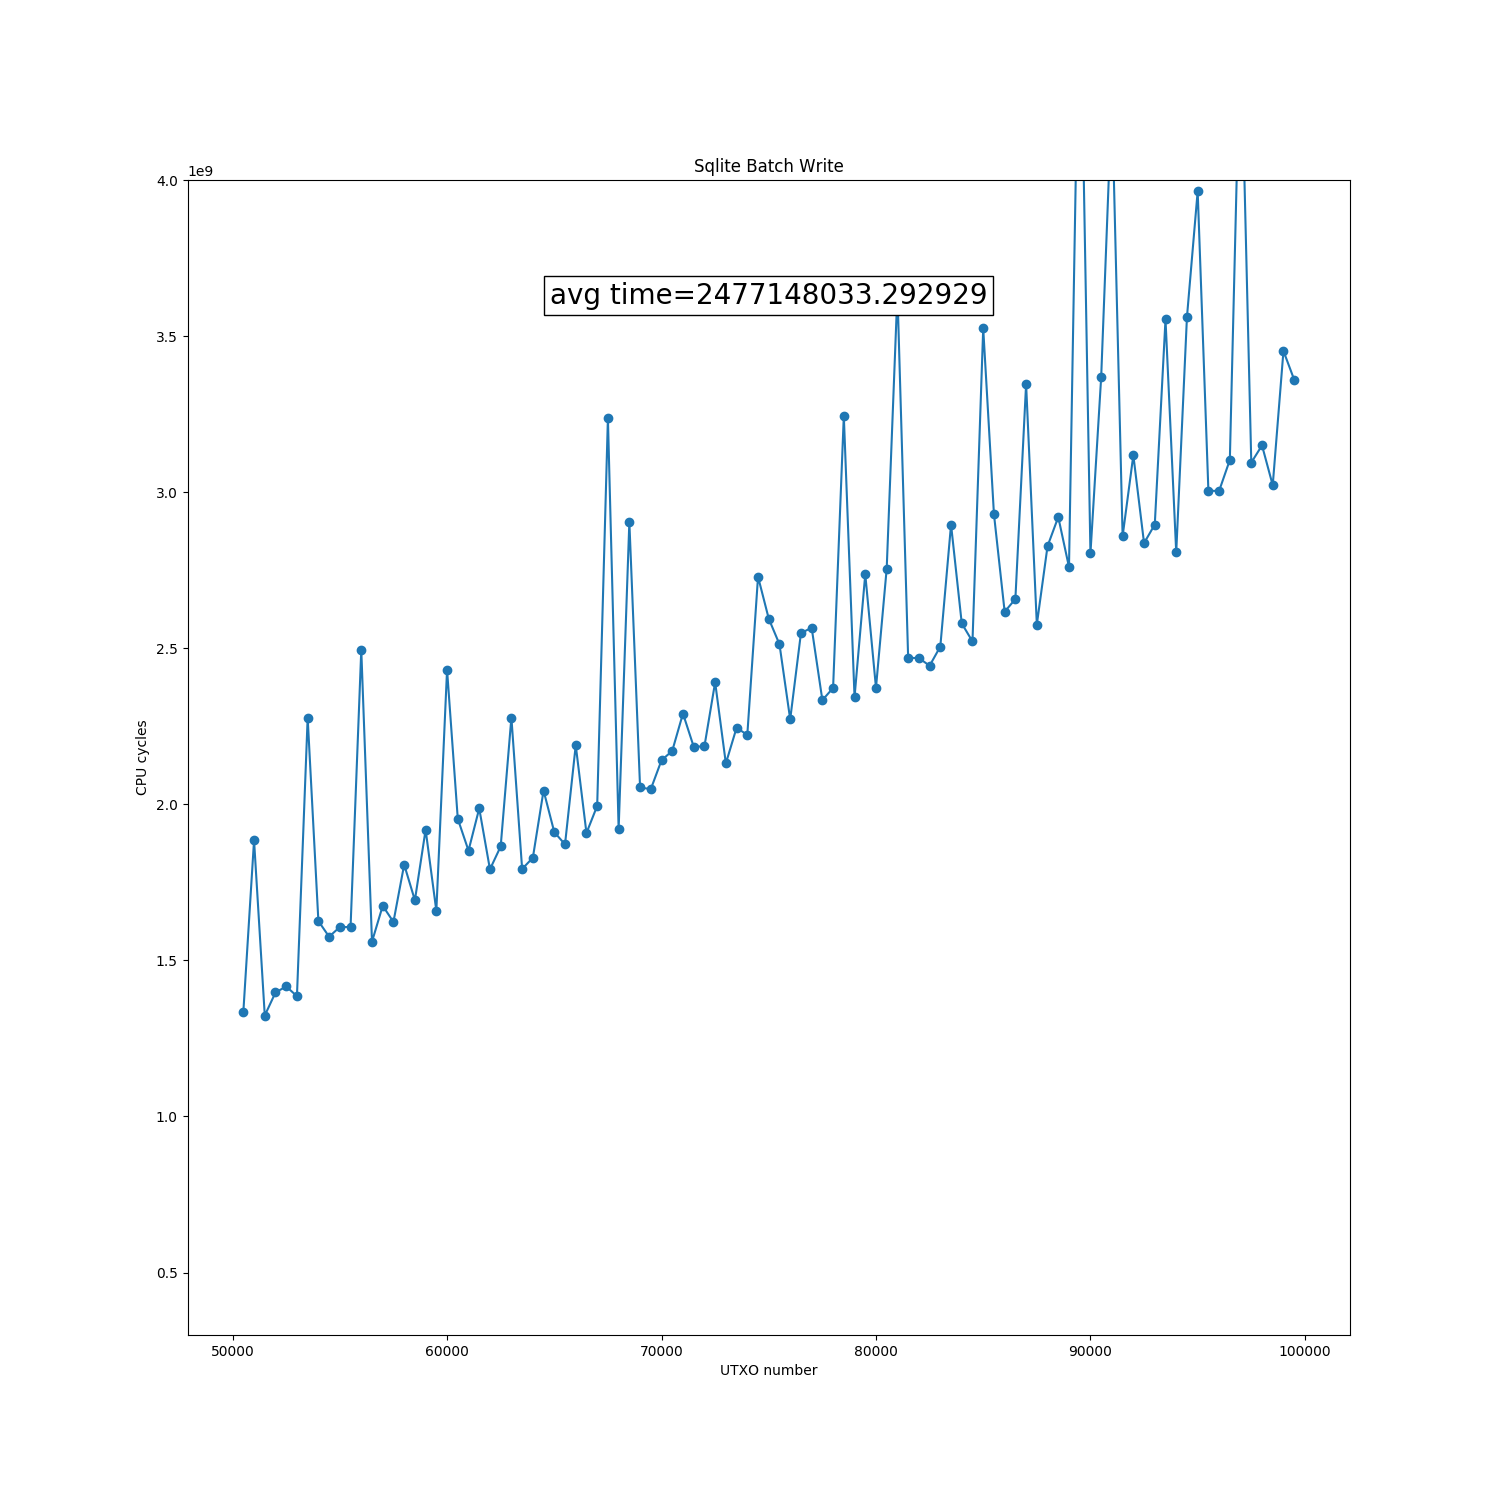 Sqlite Batch Write
1e9
4.0
3.5
3.0
2.5
2.0
1.5
1.0
0.5
CPU cycles
avg time=2477148033.292929
50000 60000 70000 80000 90000 100000
UTXO number